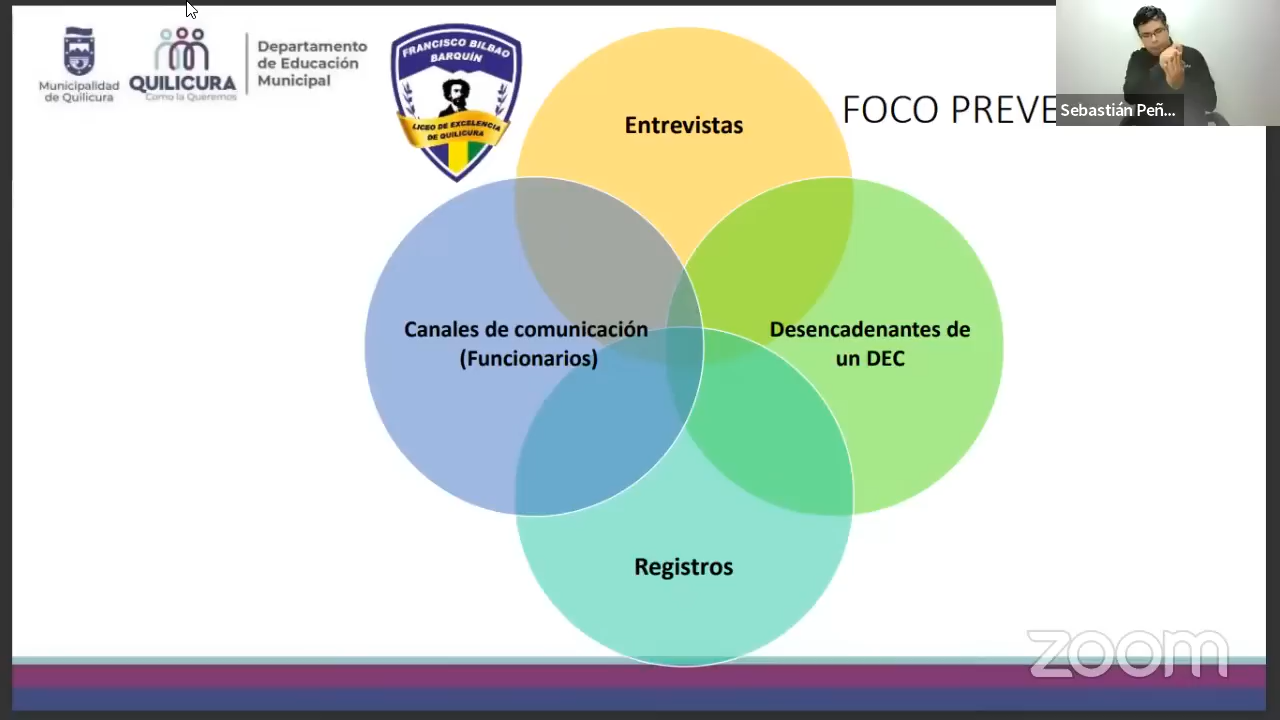 Municipalidad
de Quilicura
QUILICURA
Como la Queremos
Departamento
de Educación
Municipal
FRANCISCO BILBAO
BARQUÍN
LICEO DE EXCELENCIA
DE QUILICURA
FOCO PREVE
Sebastián Peñ...
Entrevistas
Canales de comunicación
(Funcionarios)
Desencadenantes de
un DEC
Registros
zoom